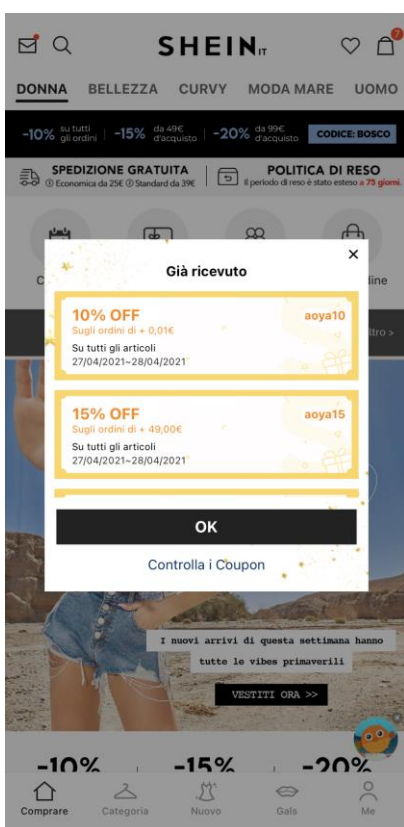 7
SHEIN IT
DONNA BELLEZZA CURVY MODA MARE UOMO
-10% su tutti gli ordini -15% da 49€ d'acquisto -20% da 99€ d'acquisto CODICE: BOSCO
SPEDIZIONE GRATUITA
Economica da 25€ Standard da 39€
POLITICA DI RESO
Il periodo di reso è stato esteso a 75 giorni.
Già ricevuto
×
10% OFF aoya10
Sugli ordini di + 0,01€
Su tutti gli articoli
27/04/2021~28/04/2021
15% OFF aoya15
Sugli ordini di + 49,00€
Su tutti gli articoli
27/04/2021~28/04/2021
OK
Controlla i Coupon
I nuovi arrivi di questa settimana hanno
tutte le vibes primaverili
VESTITI ORA >>
-10% -15% -20%
Comprare Categoria Nuovo Gals Me